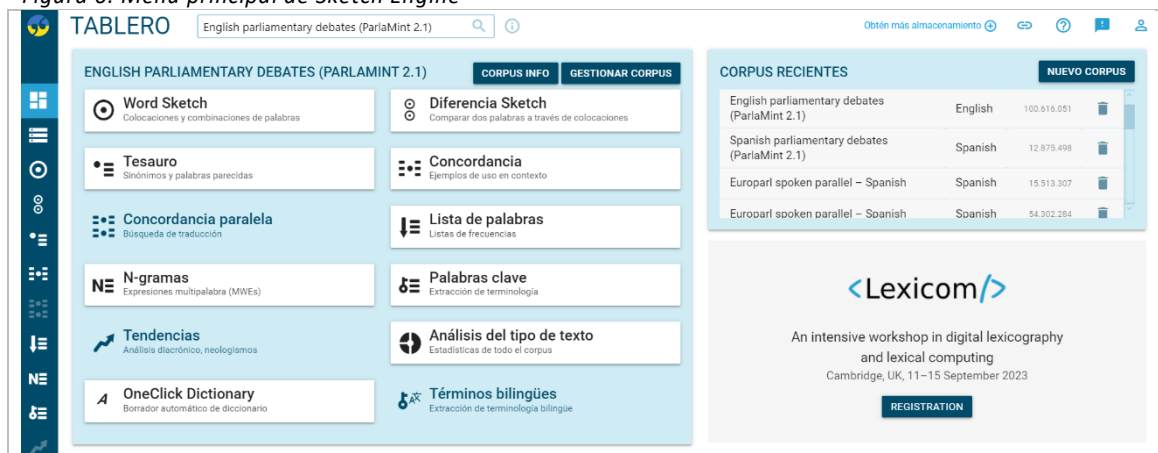 Figura 6. Menú principal de Sketch Engine
TABLERO
English parliamentary debates (ParlaMint 2.1)
Obtén más almacenamiento
ENGLISH PARLIAMENTARY DEBATES (PARLAMINT 2.1)
CORPUS INFO
GESTIONAR CORPUS
Word Sketch
Colocaciones y combinaciones de palabras
Diferencia Sketch
Comparar dos palabras a través de colocaciones
Tesauro
Sinónimos y palabras parecidas
Concordancia
Ejemplos de uso en contexto
Concordancia paralela
Búsqueda de traducción
Lista de palabras
Listas de frecuencias
N-gramas
Expresiones multipalabra (MWEs)
Palabras clave
Extracción de terminología
Tendencias
Análisis diacrónico, neologismos
Análisis del tipo de texto
Estadísticas de todo el corpus
OneClick Dictionary
Borrador automático de diccionario
Términos bilingües
Extracción de terminología bilingüe
CORPUS RECIENTES
NUEVO CORPUS
English parliamentary debates
(ParlaMint 2.1)
English
100.616.051
Spanish parliamentary debates
(ParlaMint 2.1)
Spanish
12.875.498
Europarl spoken parallel – Spanish
Spanish
15.513.307
Europarl spoken parallel – Spanish
Spanish
54.302.284
<Lexicom/>
An intensive workshop in digital lexicography
and lexical computing
Cambridge, UK, 11–15 September 2023
REGISTRATION